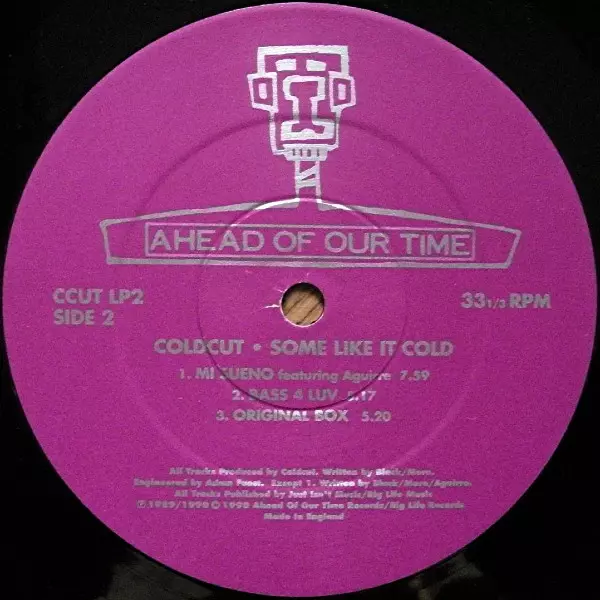 AHEAD OF OUR TIME
CCUT LP2
33 1/3 RPM
SIDE 2
COLDCUT • SOME LIKE IT COLD
1. MI SUENO featuring Aguirre 7.59
2. BASS 4 LUV 5.17
3. ORIGINAL BOX 5.20
All Tracks Produced by Coldcut. Written by Black/More.
Engineered by Adam Fuest. Except 1. Written by Black/More/Aguirre.
All Tracks Published by Just Isn't Music/Big Life Music
℗ 1989/1990 © 1990 Ahead Of Our Time Records/Big Life Records
Made in England